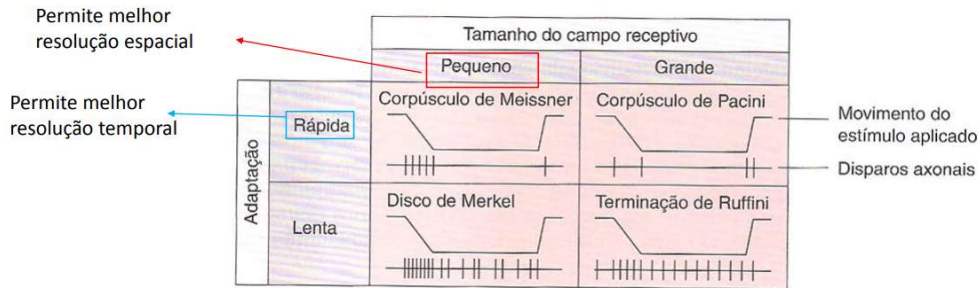 Permite melhor
resolução espacial
Tamanho do campo receptivo
Pequeno
Grande
Permite melhor
resolução temporal
Adaptação
Rápida
Corpúsculo de Meissner
Corpúsculo de Pacini
Movimento do
estímulo aplicado
Disparos axonais
Lenta
Disco de Merkel
Terminação de Ruffini